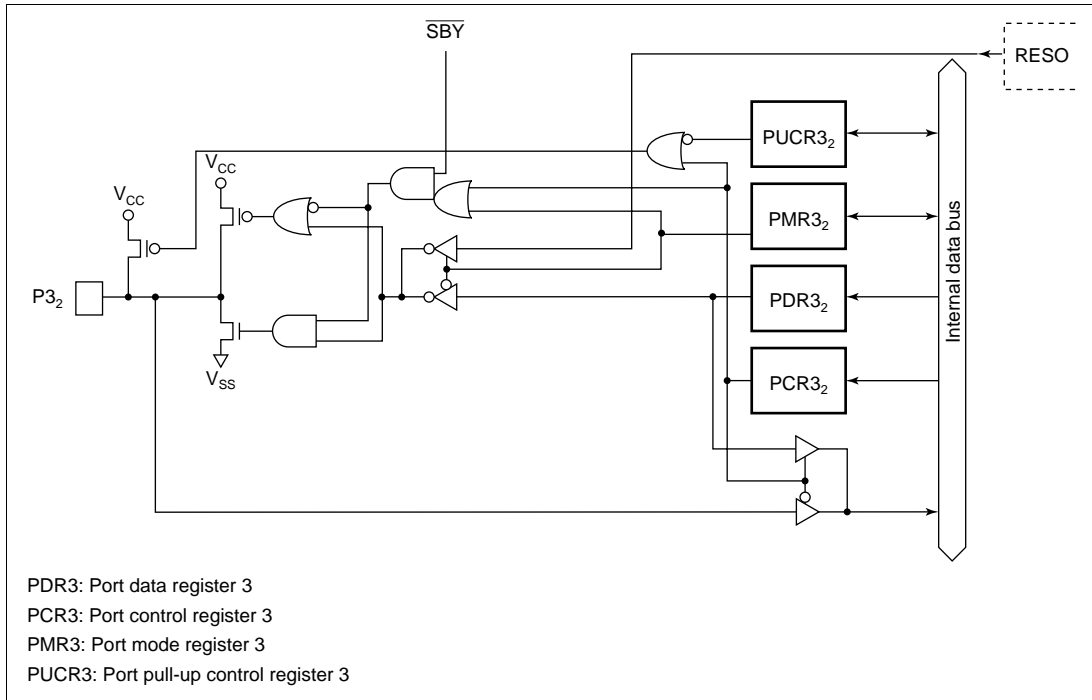 SBY
RESO
PUCR3₂
V_CC
V_CC
PMR3₂
P3₂
PDR3₂
V_SS
PCR3₂
Internal data bus
PDR3: Port data register 3
PCR3: Port control register 3
PMR3: Port mode register 3
PUCR3: Port pull-up control register 3